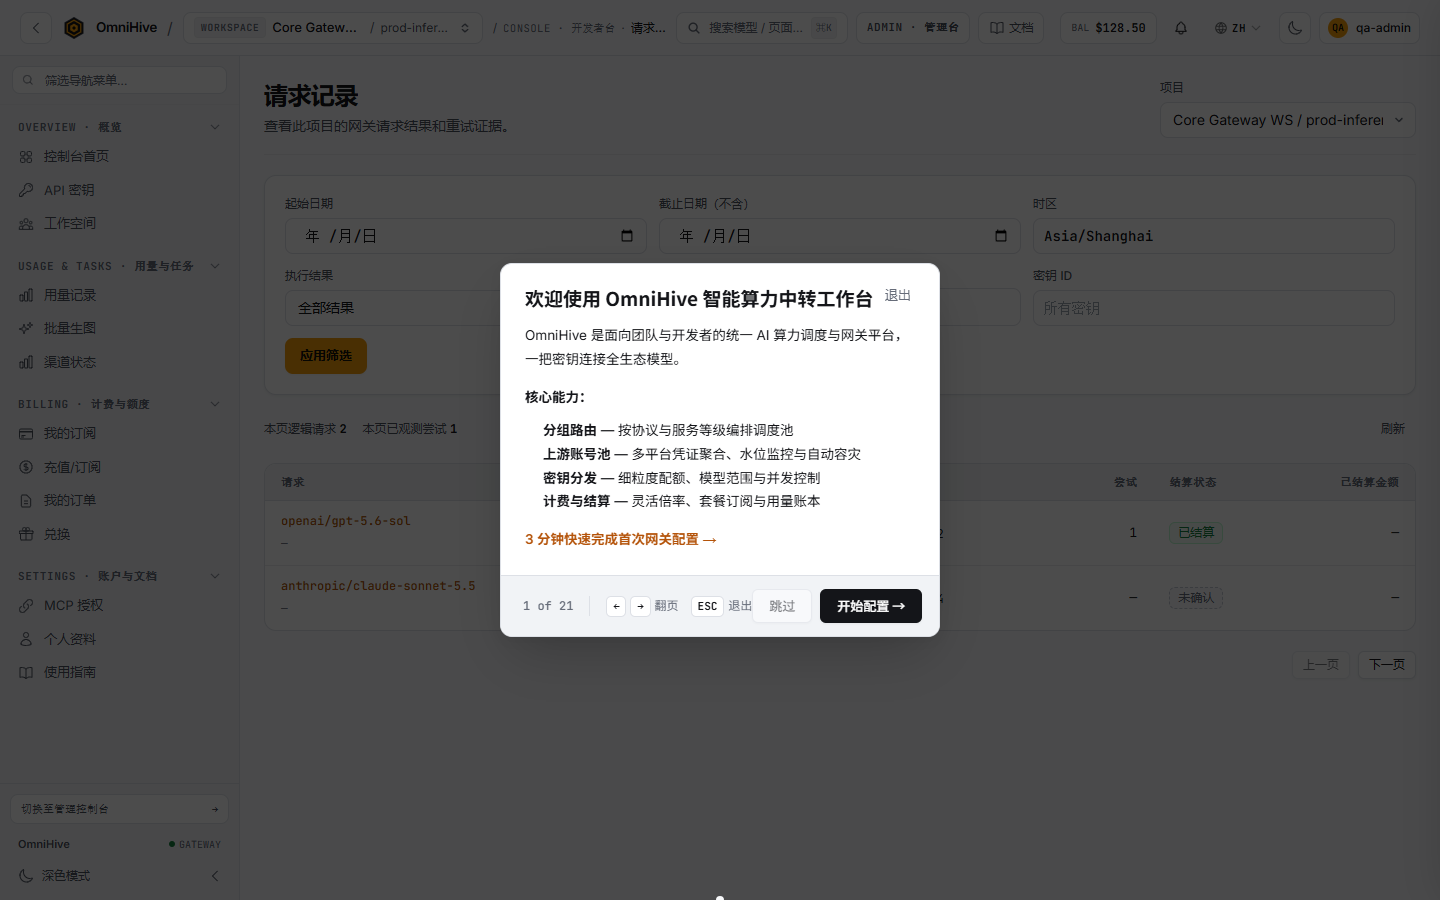 OmniHive / WORKSPACE Core Gatew... / prod-infer... / CONSOLE · 开发者台 · 请求... 搜索模型 / 页面... ⌘K ADMIN · 管理台 文档 BAL $128.50 ZH QA qa-admin
筛选导航菜单...
OVERVIEW · 概览
控制台首页
API 密钥
工作空间
USAGE & TASKS · 用量与任务
用量记录
批量生图
渠道状态
BILLING · 计费与额度
我的订阅
充值/订阅
我的订单
兑换
SETTINGS · 账户与文档
MCP 授权
个人资料
使用指南
切换至管理控制台 →
OmniHive GATEWAY
深色模式
请求记录
查看此项目的网关请求结果和重试证据。
项目
Core Gateway WS / prod-inferer
起始日期 截止日期（不含） 时区
年 /月/日 年 /月/日 Asia/Shanghai
执行结果 密钥 ID
全部结果 所有密钥
应用筛选
本页逻辑请求 2 本页已观测尝试 1 刷新
请求 尝试 结算状态 已结算金额
openai/gpt-5.6-sol 1 已结算 —
—
anthropic/claude-sonnet-5.5 — 未确认 —
—
上一页 下一页
欢迎使用 OmniHive 智能算力中转工作台 退出
OmniHive 是面向团队与开发者的统一 AI 算力调度与网关平台，
一把密钥连接全生态模型。
核心能力：
分组路由 — 按协议与服务等级编排调度池
上游账号池 — 多平台凭证聚合、水位监控与自动容灾
密钥分发 — 细粒度配额、模型范围与并发控制
计费与结算 — 灵活倍率、套餐订阅与用量账本
3 分钟快速完成首次网关配置 →
1 of 21 ← → 翻页 ESC 退出 跳过 开始配置 →